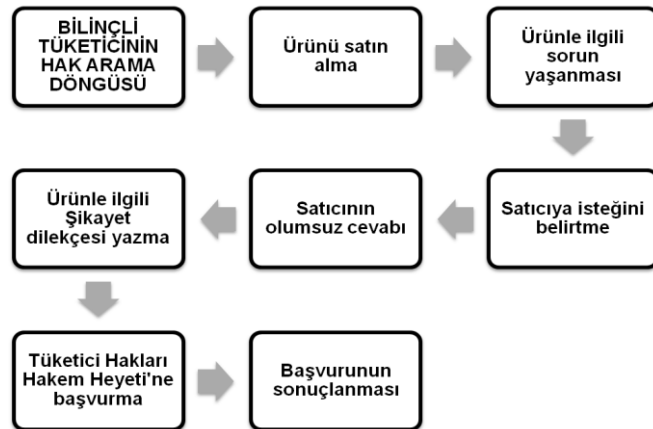 BİLİNÇLİ
TÜKETİCİNİN
HAK ARAMA
DÖNGÜSÜ
Ürünü satın
alma
Ürünle ilgili
sorun
yaşanması
Satıcıya isteğini
belirtme
Satıcının
olumsuz cevabı
Ürünle ilgili
Şikayet
dilekçesi yazma
Tüketici Hakları
Hakem Heyeti'ne
başvurma
Başvurunun
sonuçlanması